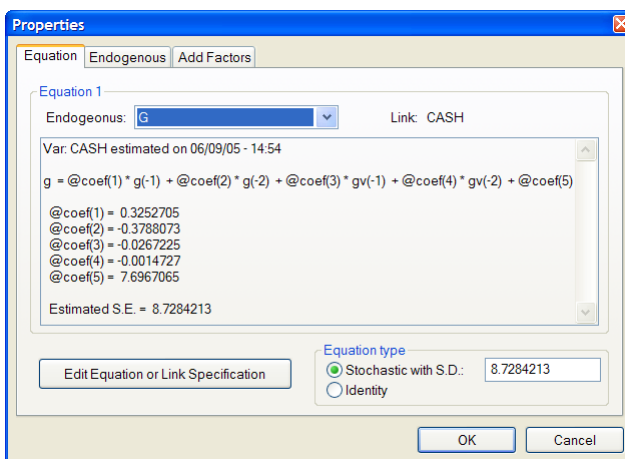 Properties
Equation Endogenous Add Factors
Equation 1
Endogeonus: G Link: CASH
Var: CASH estimated on 06/09/05 - 14:54
g = @coef(1) * g(-1) + @coef(2) * g(-2) + @coef(3) * gv(-1) + @coef(4) * gv(-2) + @coef(5)
@coef(1) = 0.3252705
@coef(2) = -0.3788073
@coef(3) = -0.0267225
@coef(4) = -0.0014727
@coef(5) = 7.6967065
Estimated S.E. = 8.7284213
Edit Equation or Link Specification
Equation type
Stochastic with S.D.: 8.7284213
Identity
OK Cancel